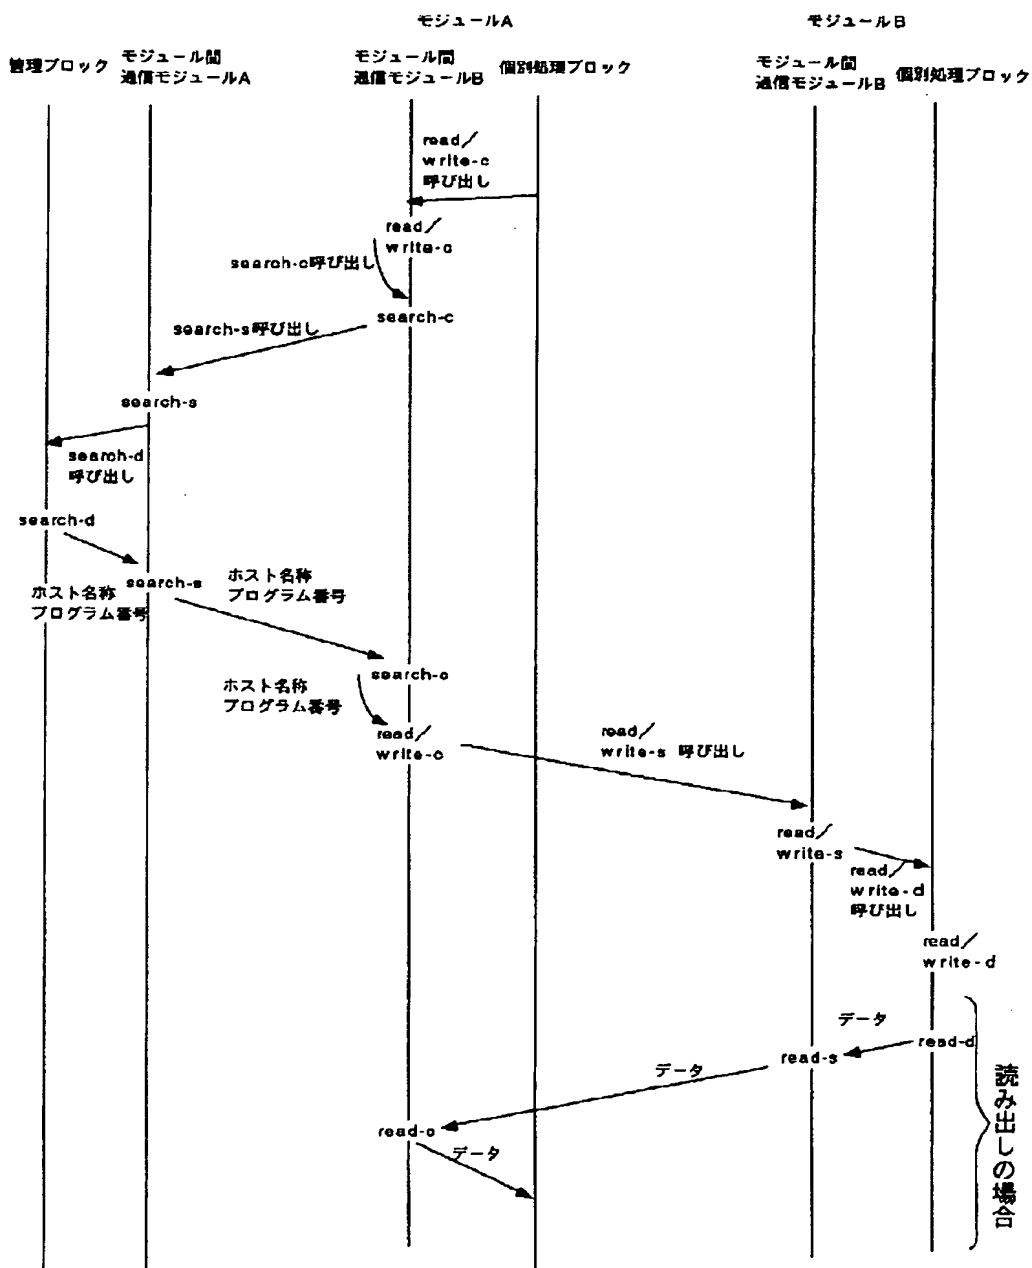 モジュールA
モジュールB
管理ブロック
モジュール間
通信モジュールA
モジュール間
通信モジュールB
個別処理ブロック
モジュール間
通信モジュールB
個別処理ブロック
read/
write-c
呼び出し
read/
write-c
search-c呼び出し
search-c
search-s呼び出し
search-s
search-d
呼び出し
search-d
search-s
ホスト名称
プログラム番号
ホスト名称
プログラム番号
search-c
ホスト名称
プログラム番号
read/
write-c
read/
write-s 呼び出し
read/
write-s
read/
write-d
呼び出し
read/
write-d
データ
read-d
read-s
データ
read-c
データ
読み出しの場合